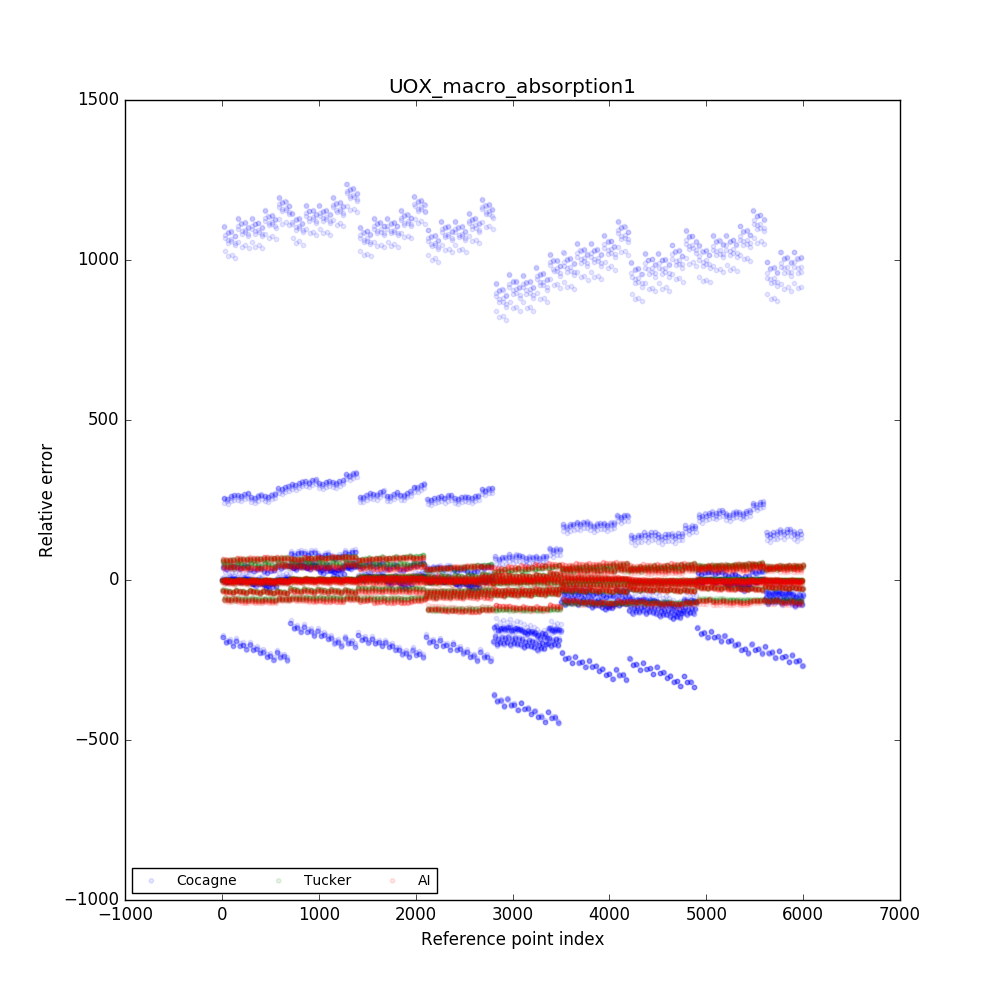 UOX_macro_absorption1
1500
1000
500
0
−500
−1000
Relative error
Cocagne Tucker AI
−1000 0 1000 2000 3000 4000 5000 6000 7000
Reference point index